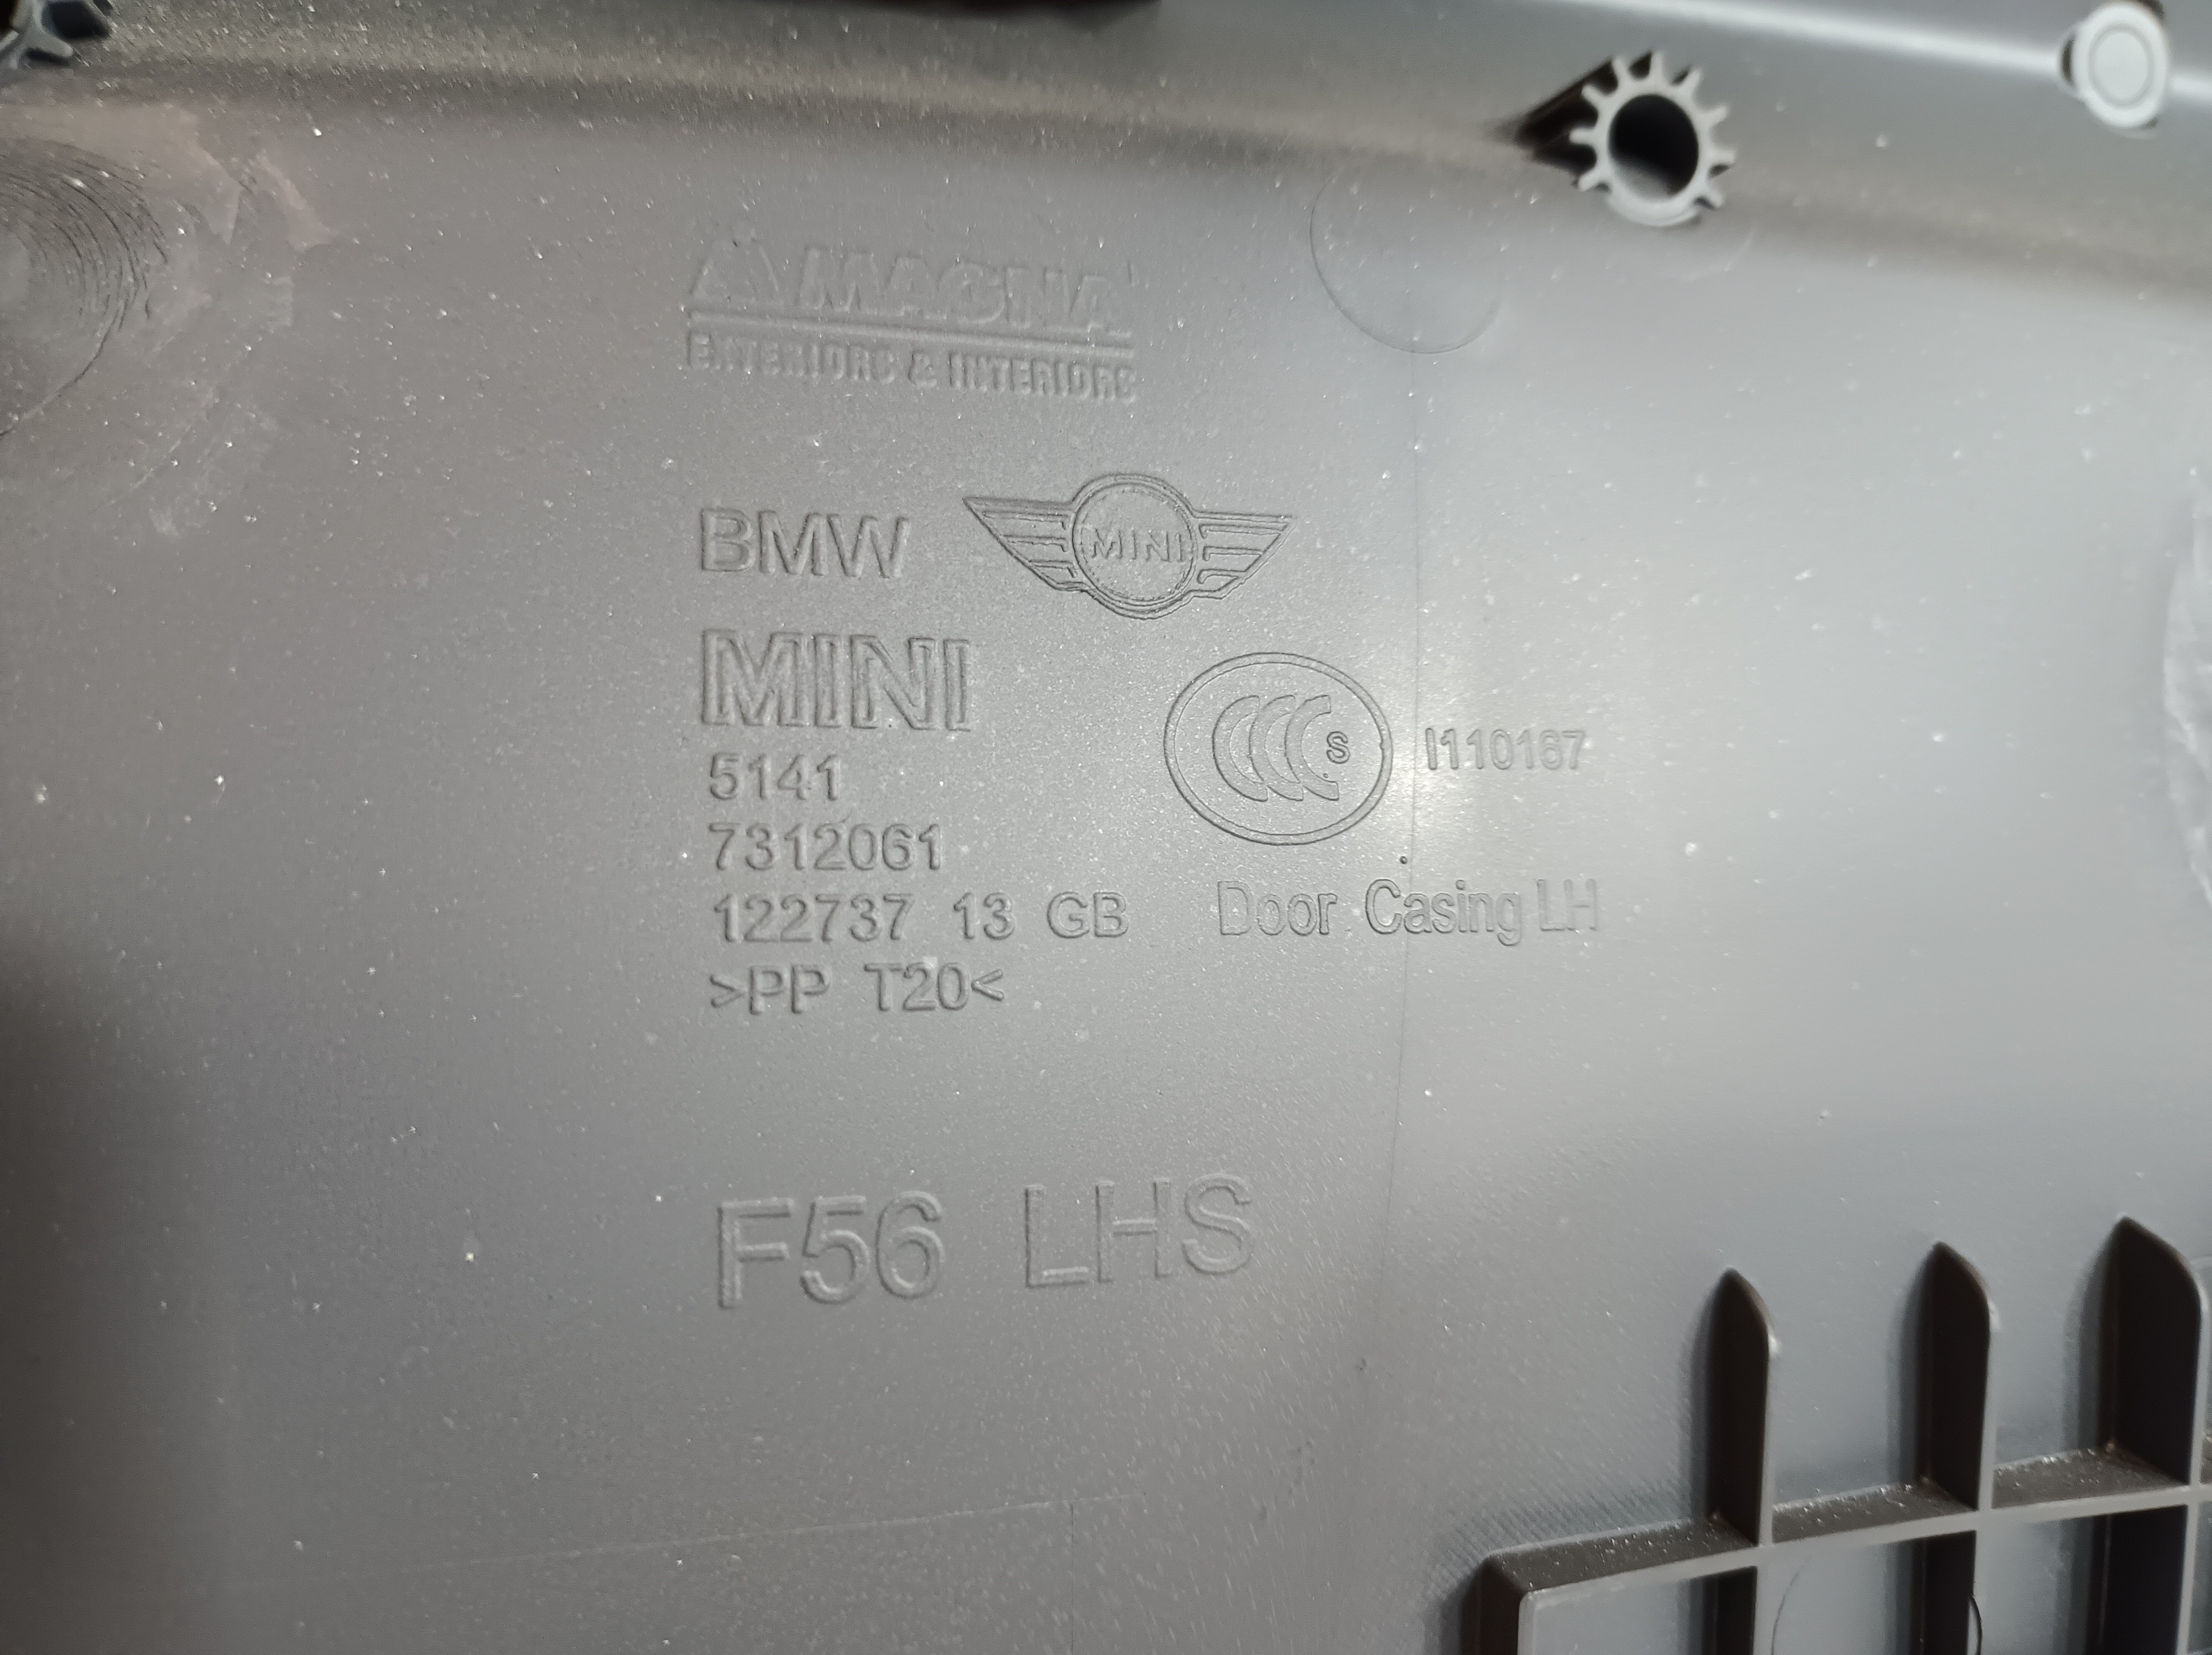 MAGNA
EXTERIORS & INTERIORS
BMW MINI
MINI
5141
CCC S I110167
7312061
122737 13 GB Door Casing LH
>PP T20<
F56 LHS